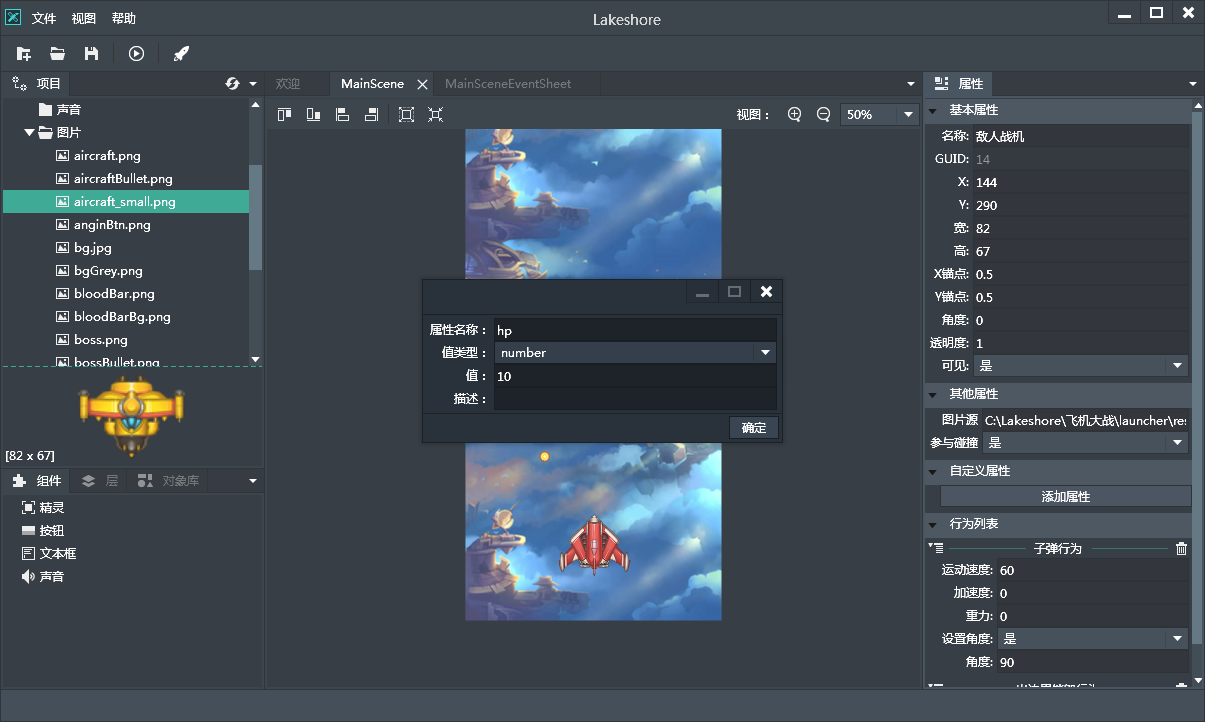 文件 视图 帮助
Lakeshore
项目
欢迎 MainScene MainSceneEventSheet
属性
声音
图片
aircraft.png
aircraftBullet.png
aircraft_small.png
anginBtn.png
bg.jpg
bgGrey.png
bloodBar.png
bloodBarBg.png
boss.png
bossBullet.png
[82 x 67]
组件 层 对象库
精灵
按钮
文本框
声音
视图： 50%
属性名称： hp
值类型： number
值： 10
描述：
确定
基本属性
名称: 敌人战机
GUID: 14
X: 144
Y: 290
宽: 82
高: 67
X锚点: 0.5
Y锚点: 0.5
角度: 0
透明度: 1
可见: 是
其他属性
图片源 C:\Lakeshore\飞机大战\launcher\res
参与碰撞 是
自定义属性
添加属性
行为列表
子弹行为
运动速度: 60
加速度: 0
重力: 0
设置角度: 是
角度: 90